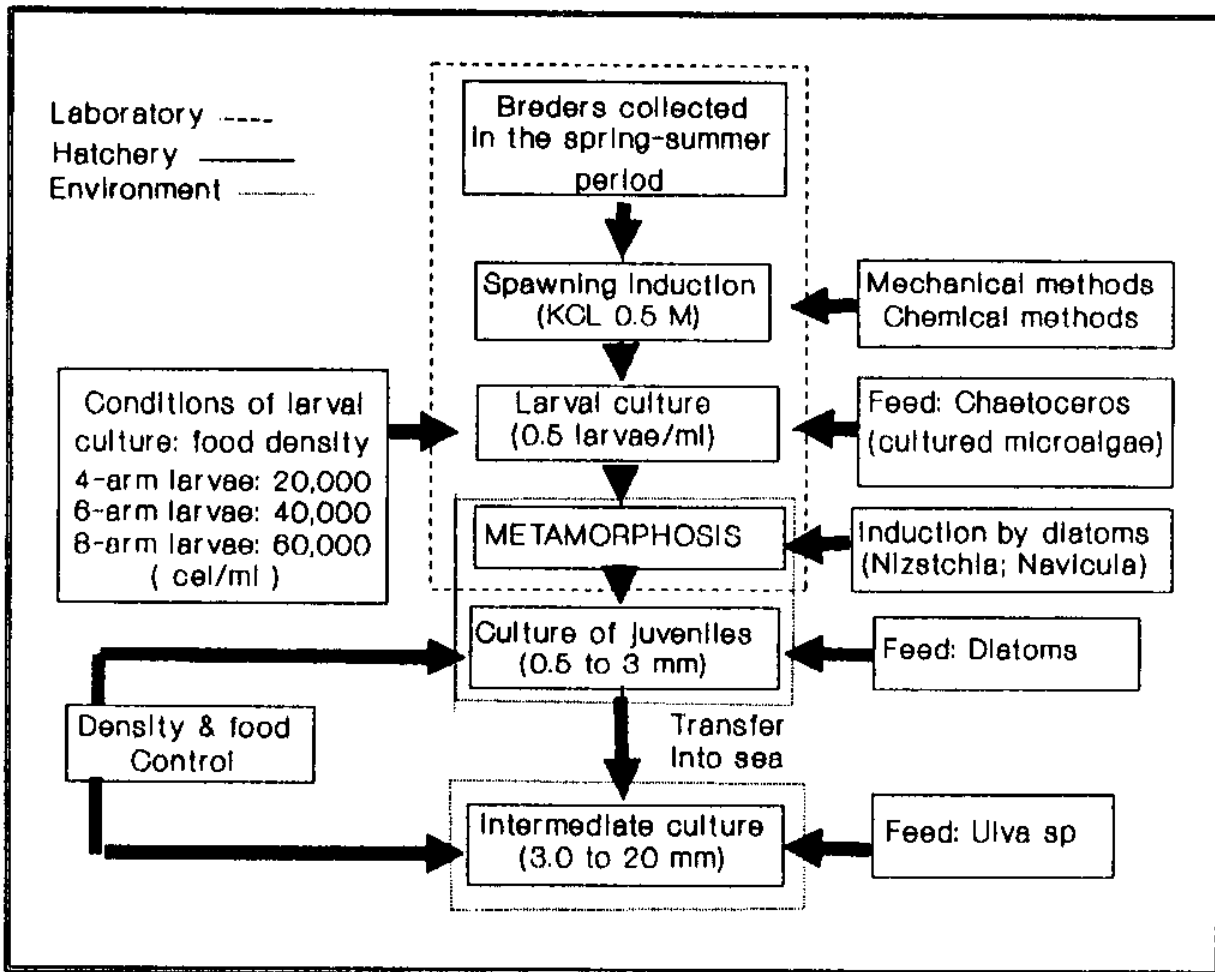 Laboratory
Hatchery
Environment
Breders collected
in the spring-summer
period
Spawning induction
(KCL 0.5 M)
Mechanical methods
Chemical methods
Conditions of larval
culture: food density
4-arm larvae: 20,000
6-arm larvae: 40,000
8-arm larvae: 60,000
( cel/ml )
Larval culture
(0.5 larvae/ml)
Feed: Chaetoceros
(cultured microalgae)
METAMORPHOSIS
Induction by diatoms
(Nizstchia; Navicula)
Culture of juveniles
(0.5 to 3 mm)
Feed: Diatoms
Density & food
Control
Transfer
into sea
Intermediate culture
(3.0 to 20 mm)
Feed: Ulva sp